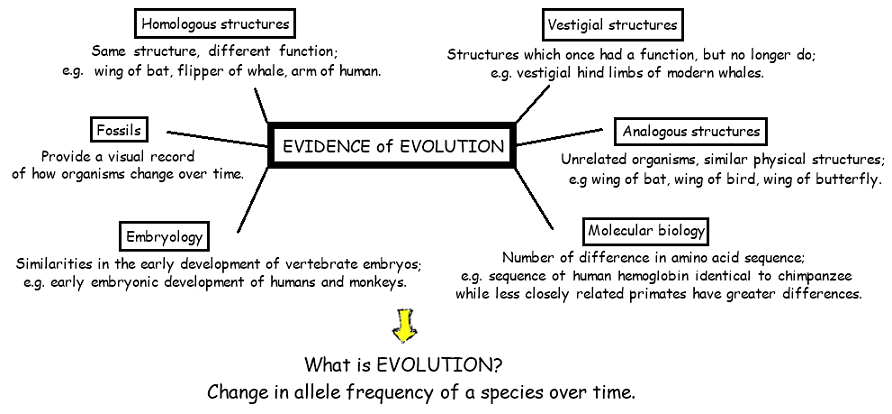 Homologous structures
Same structure, different function;
e.g. wing of bat, flipper of whale, arm of human.
Vestigial structures
Structures which once had a function, but no longer do;
e.g. vestigial hind limbs of modern whales.
Fossils
Provide a visual record
of how organisms change over time.
EVIDENCE of EVOLUTION
Analogous structures
Unrelated organisms, similar physical structures;
e.g wing of bat, wing of bird, wing of butterfly.
Embryology
Similarities in the early development of vertebrate embryos;
e.g. early embryonic development of humans and monkeys.
Molecular biology
Number of difference in amino acid sequence;
e.g. sequence of human hemoglobin identical to chimpanzee
while less closely related primates have greater differences.
What is EVOLUTION?
Change in allele frequency of a species over time.